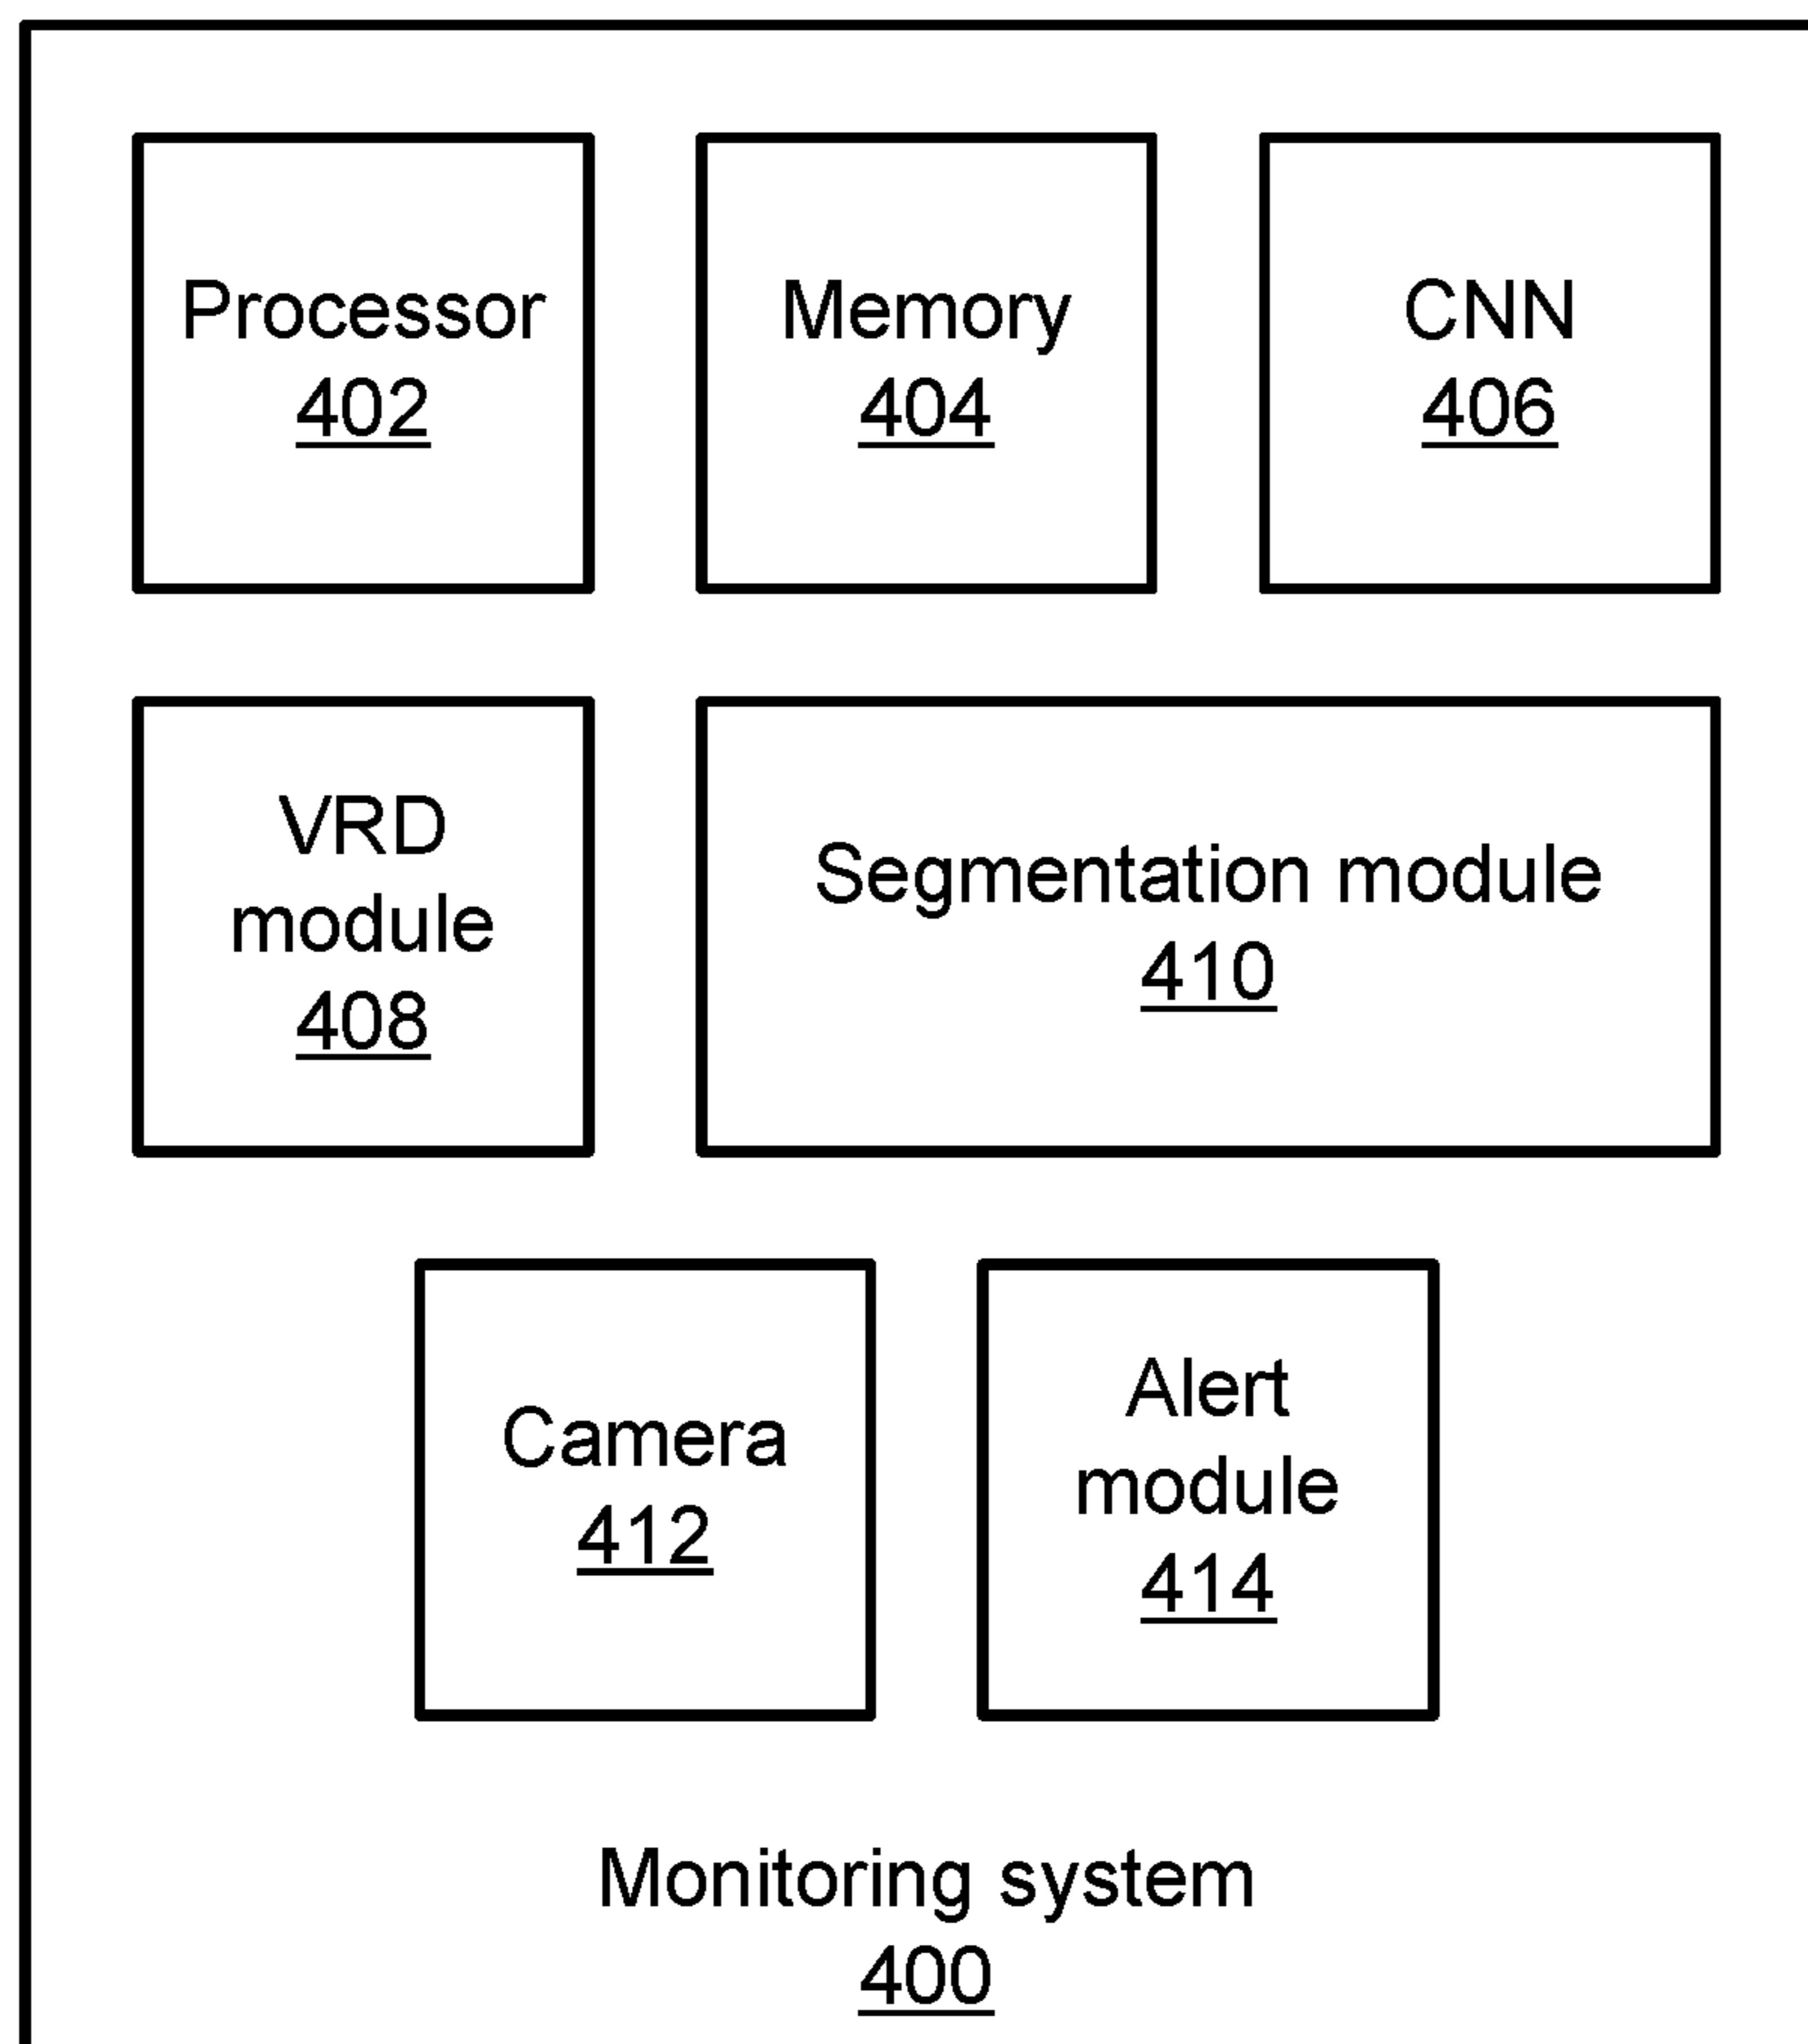 Processor
402
Memory
404
CNN
406
VRD
module
408
Segmentation module
410
Camera
412
Alert
module
414
Monitoring system
400